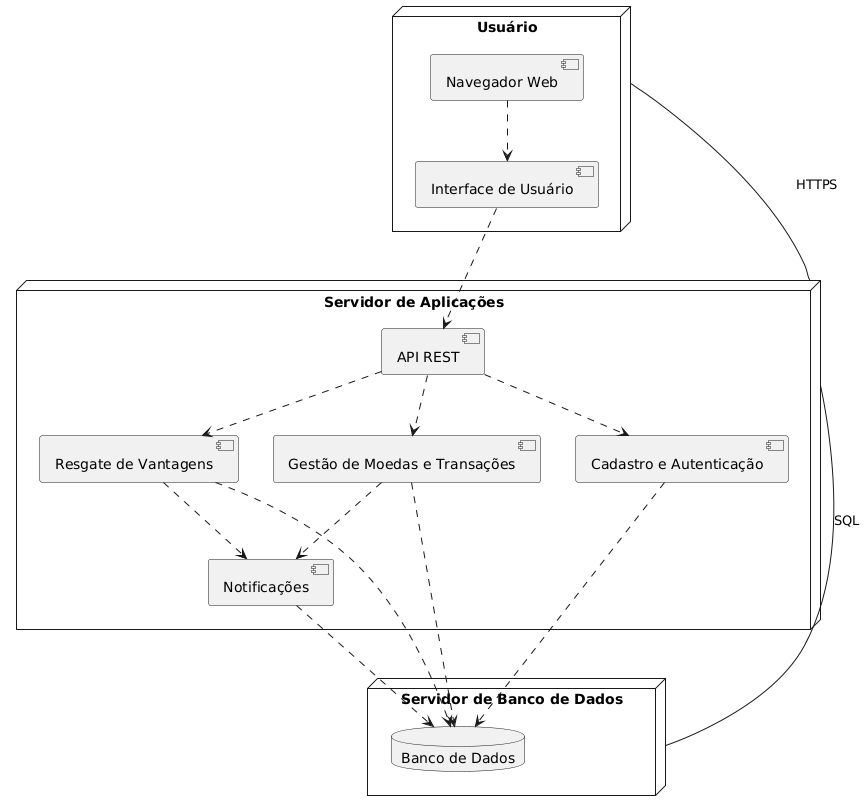 Usuário
Navegador Web
Interface de Usuário
HTTPS
Servidor de Aplicações
API REST
Resgate de Vantagens
Gestão de Moedas e Transações
Cadastro e Autenticação
SQL
Notificações
Servidor de Banco de Dados
Banco de Dados